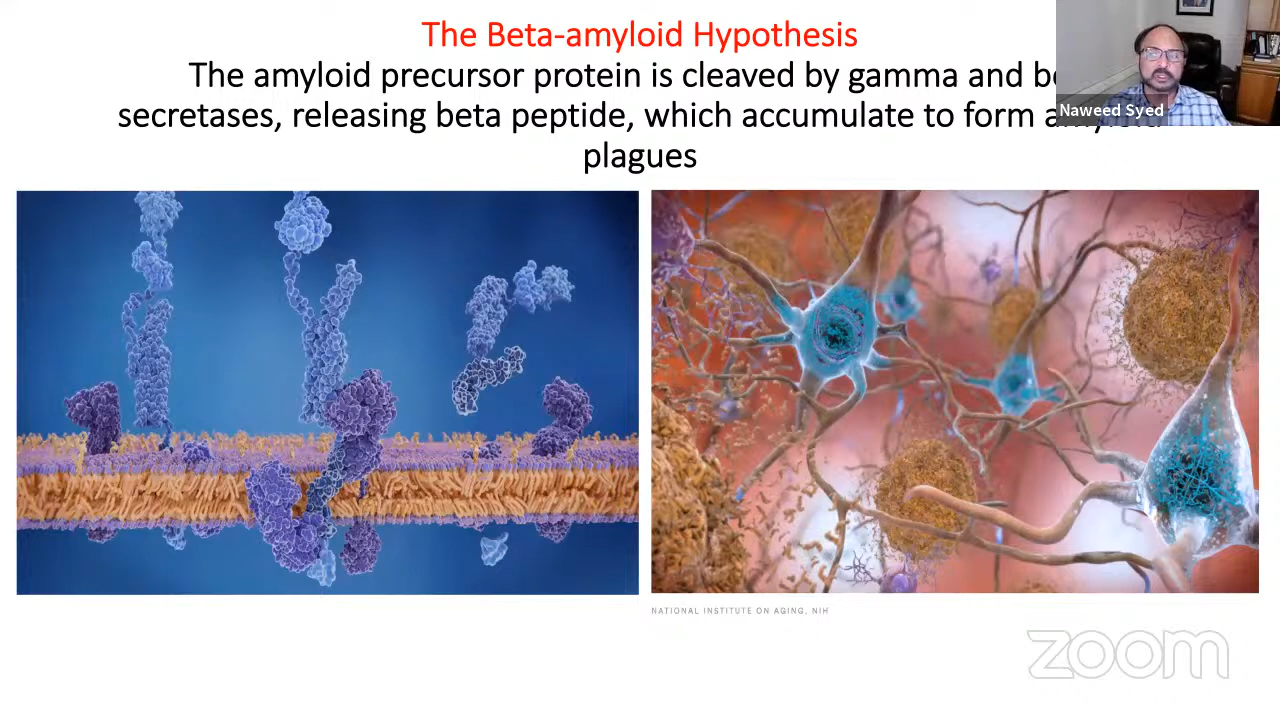 The Beta-amyloid Hypothesis
The amyloid precursor protein is cleaved by gamma and
secretases, releasing beta peptide, which accumulate to form
plagues
Naweed Syed
NATIONAL INSTITUTE ON AGING, NIH
zoom